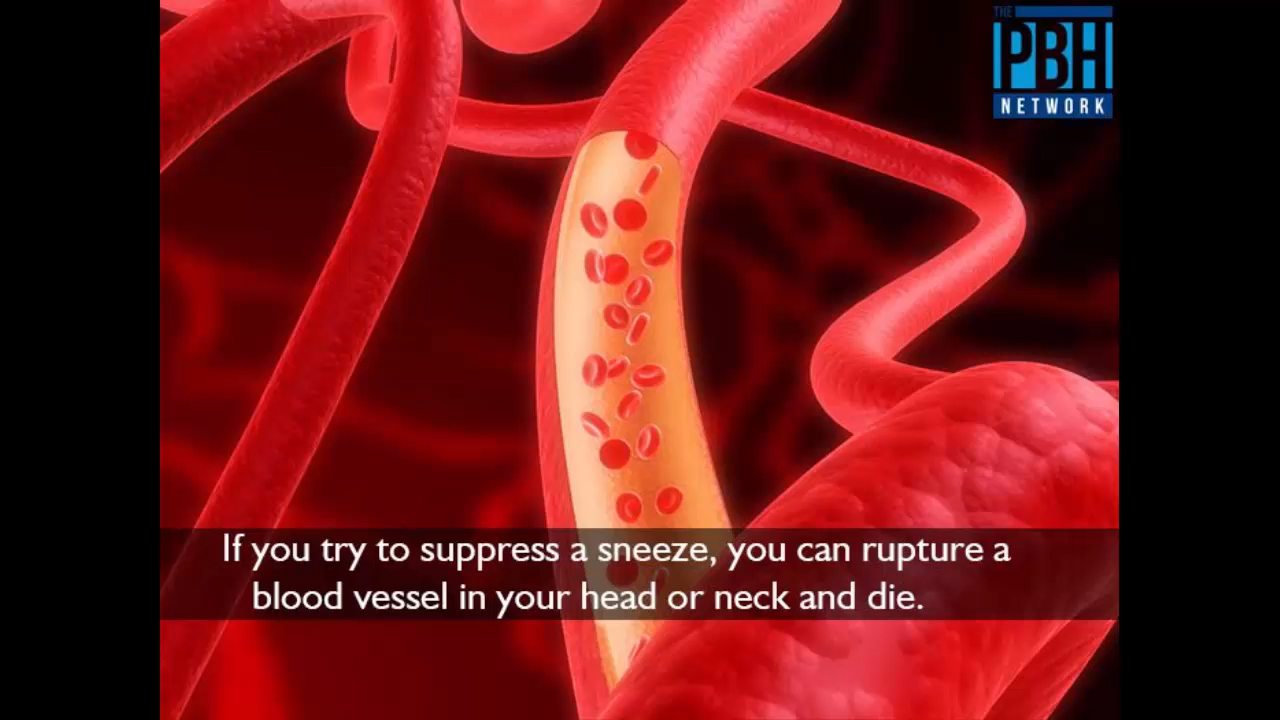 THE
PBH
NETWORK
If you try to suppress a sneeze, you can rupture a
blood vessel in your head or neck and die.